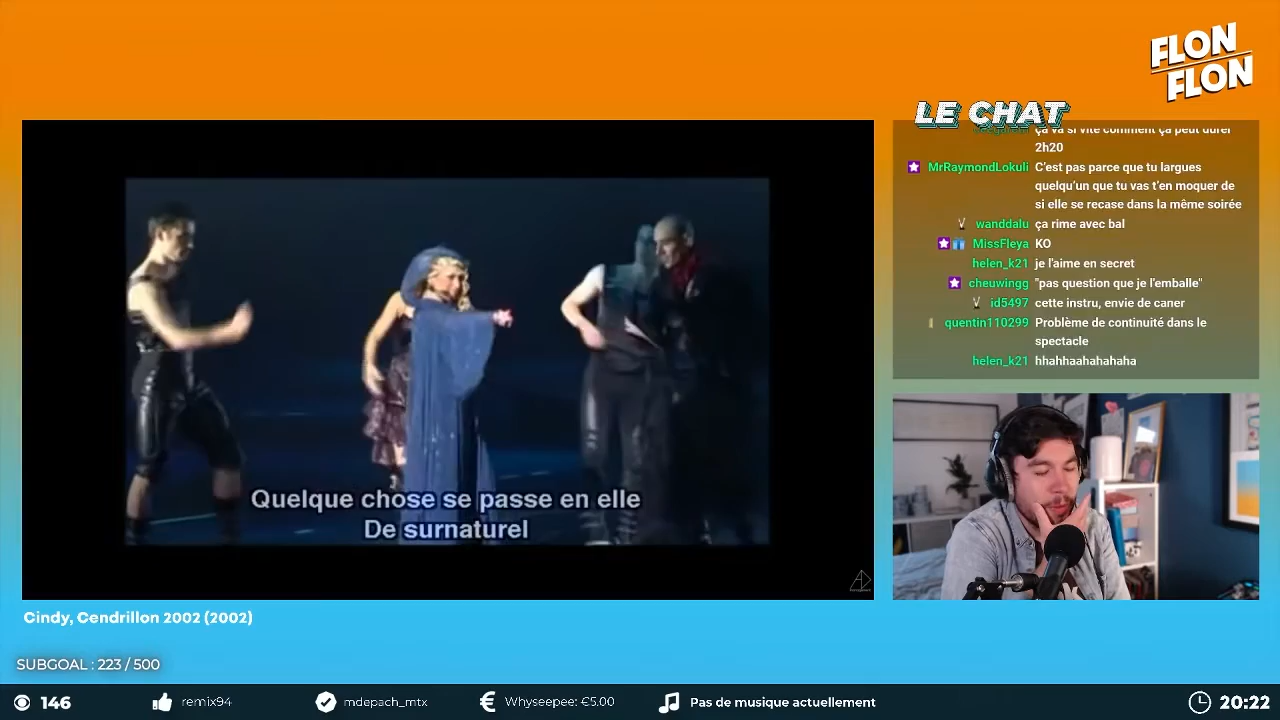 FLON
FLON
LE CHAT
ça va si vite comment ça peut durer
2h20
MrRaymondLokuli C'est pas parce que tu largues
quelqu'un que tu vas t'en moquer de
si elle se recase dans la même soirée
wanddalu ça rime avec bal
MissFleya KO
helen_k21 je l'aime en secret
cheuwingg "pas question que je l'emballe"
id5497 cette instru, envie de caner
quentin110299 Problème de continuité dans le
spectacle
helen_k21 hhahhaahahahaha
Quelque chose se passe en elle
De surnaturel
Cindy, Cendrillon 2002 (2002)
SUBGOAL : 223 / 500
146 remix94 mdepach_mtx € Whyseepee: €5.00 Pas de musique actuellement 20:22